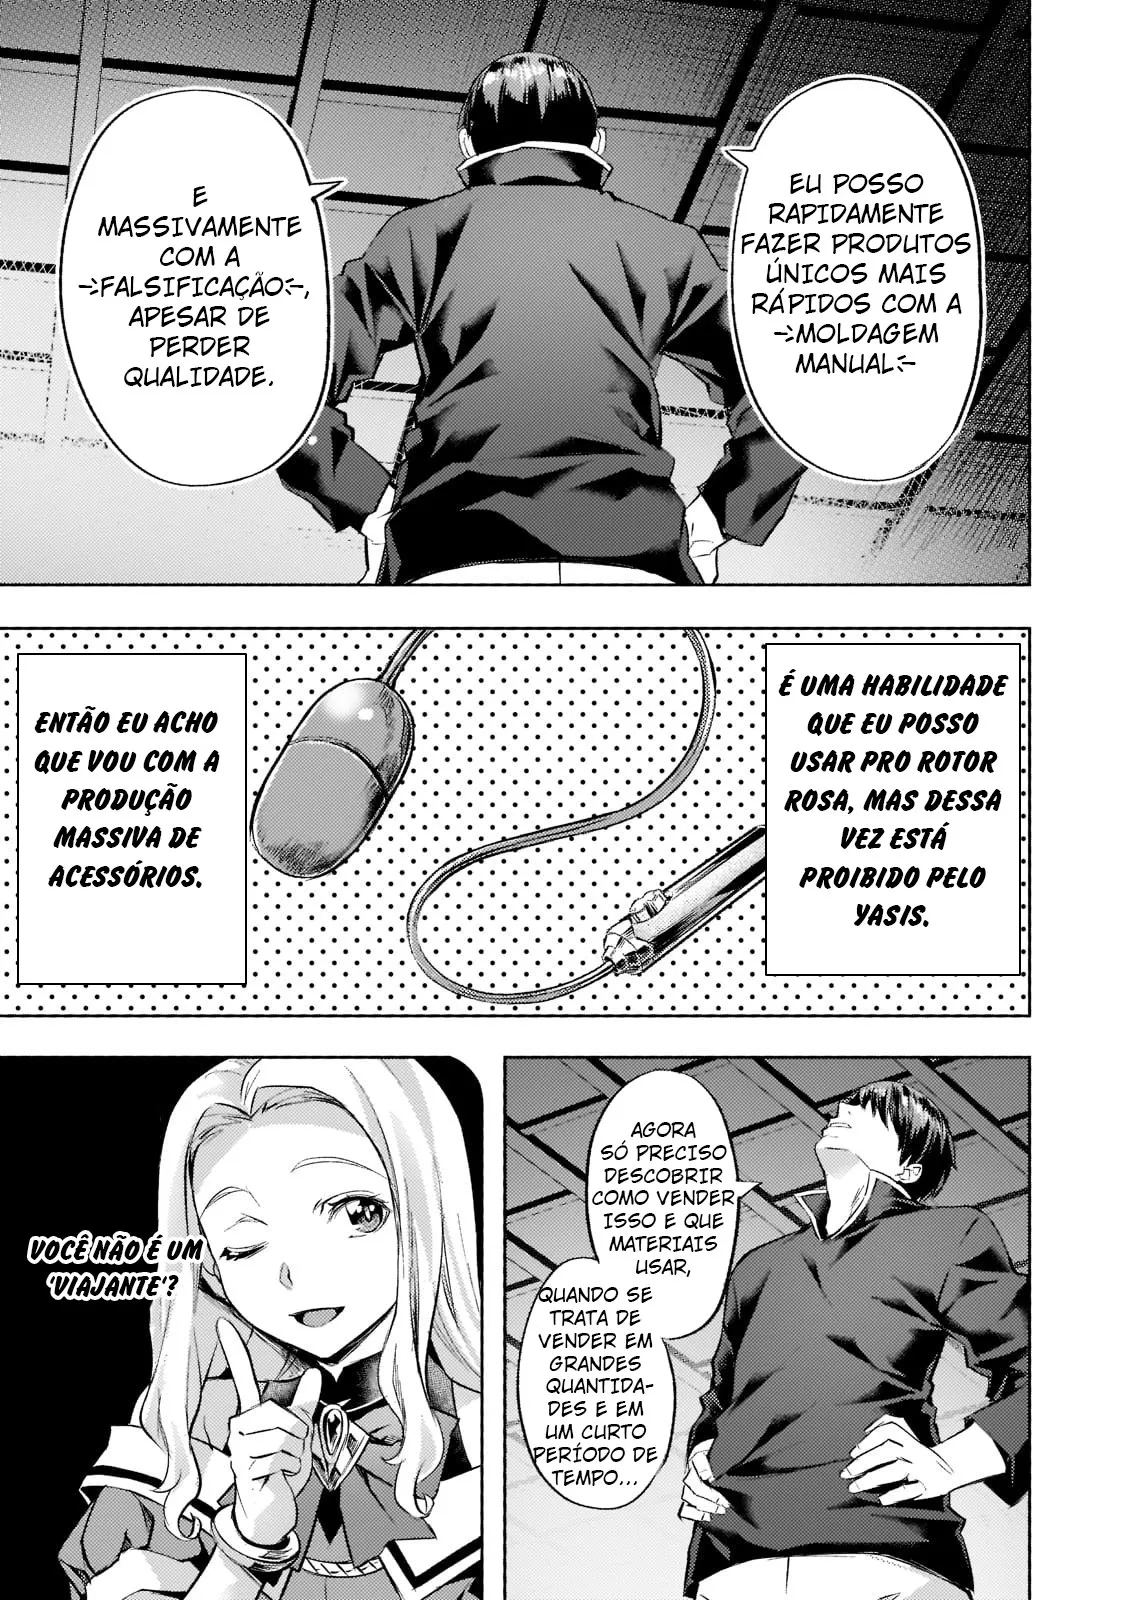 EU POSSO
RAPIDAMENTE
FAZER PRODUTOS
ÚNICOS MAIS
RÁPIDOS COM A
-:MOLDAGEM
MANUAL:-
E
MASSIVAMENTE
COM A
-:FALSIFICAÇÃO:-,
APESAR DE
PERDER
QUALIDADE.
É UMA HABILIDADE
QUE EU POSSO
USAR PRO ROTOR
ROSA, MAS DESSA
VEZ ESTÁ
PROIBIDO PELO
YASIS.
ENTÃO EU ACHO
QUE VOU COM A
PRODUÇÃO
MASSIVA DE
ACESSÓRIOS.
AGORA
SÓ PRECISO
DESCOBRIR
COMO VENDER
ISSO E QUE
MATERIAIS
USAR,
QUANDO SE
TRATA DE
VENDER EM
GRANDES
QUANTIDA-
DES E EM
UM CURTO
PERÍODO DE
TEMPO...
VOCÊ NÃO É UM
'VIAJANTE'?